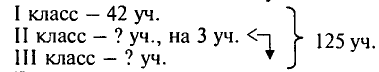 I класс – 42 уч.
II класс – ? уч., на 3 уч. <
III класс – ? уч.
125 уч.